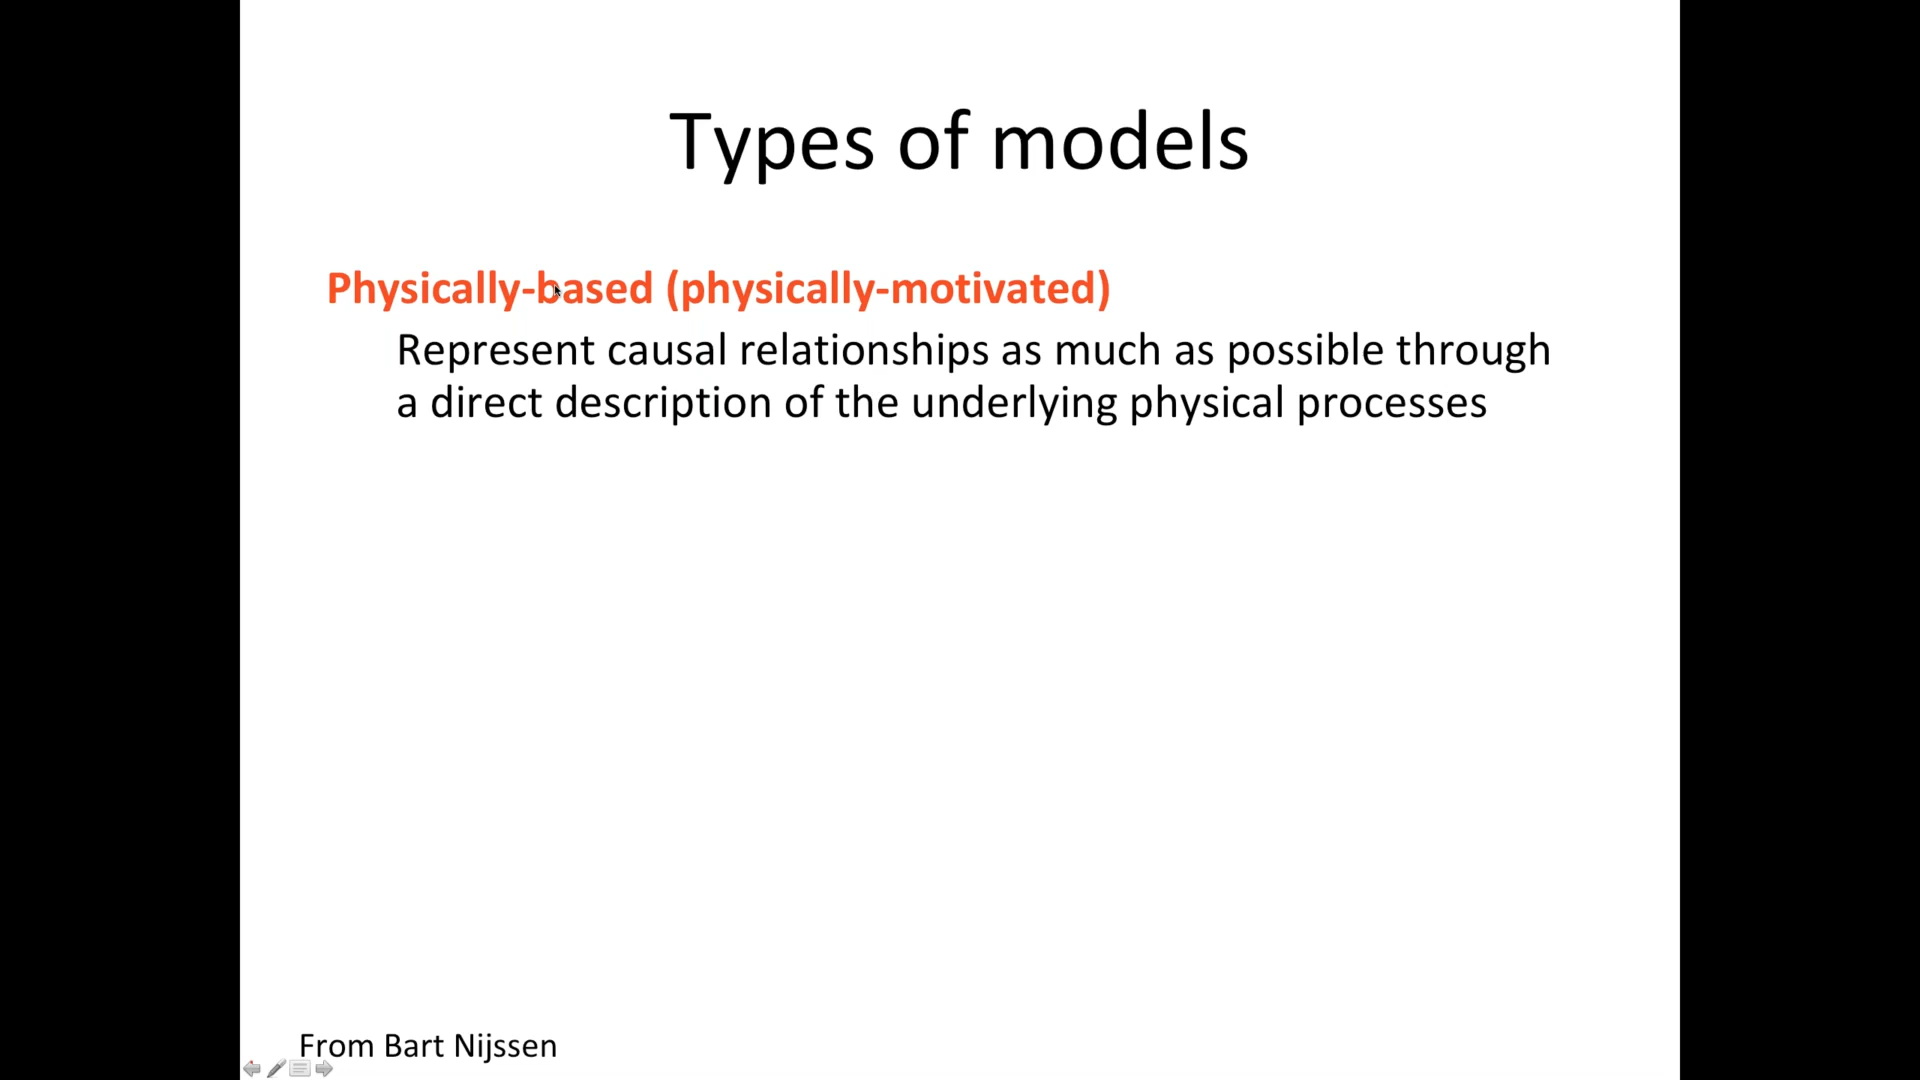 Types of models
Physically-based (physically-motivated)
Represent causal relationships as much as possible through
a direct description of the underlying physical processes
From Bart Nijssen